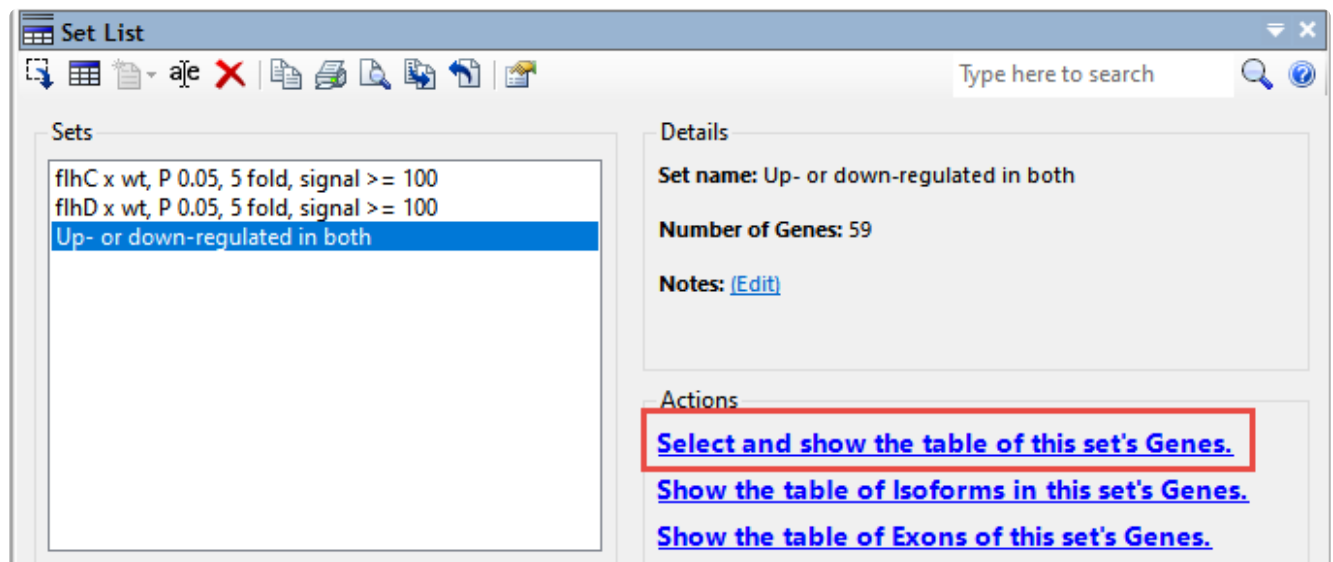 Set List
aƒe
Type here to search
Sets
flhC x wt, P 0.05, 5 fold, signal >= 100
flhD x wt, P 0.05, 5 fold, signal >= 100
Up- or down-regulated in both
Details
Set name: Up- or down-regulated in both
Number of Genes: 59
Notes: (Edit)
Actions
Select and show the table of this set's Genes.
Show the table of Isoforms in this set's Genes.
Show the table of Exons of this set's Genes.